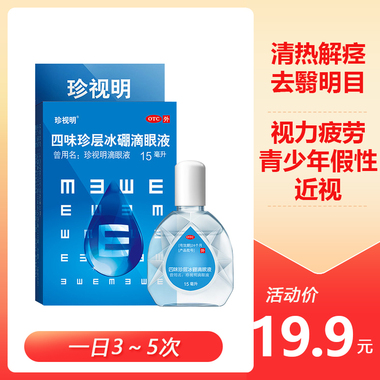 珍视明
珍视明®
OTC 外
四味珍层冰硼滴眼液
曾用名：珍视明滴眼液
15毫升
E
四味珍层冰硼滴眼液
15毫升
一日3～5次
清热解痉
去翳明目
视力疲劳
青少年假性
近视
活动价
19.9元